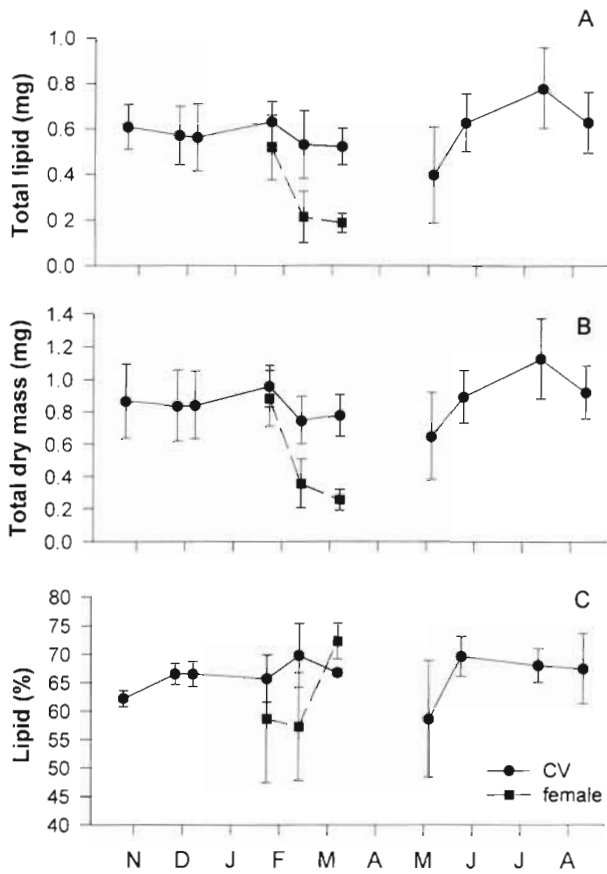 A
Total lipid (mg)
1.0
0.8
0.6
0.4
0.2
0.0
B
Total dry mass (mg)
1.4
1.2
1.0
0.8
0.6
0.4
0.2
0.0
C
Lipid (%)
80
75
70
65
60
55
50
45
40
CV
female
N D J F M A M J J A